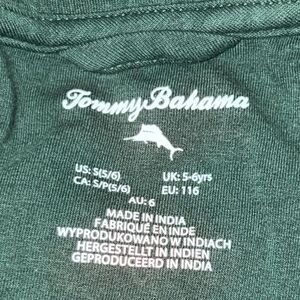 Tommy Bahama
US: S(5/6) UK: 5-6yrs
CA: S/P(5/6) EU: 116
AU: 6
MADE IN INDIA
FABRIQUÉ EN INDE
WYPRODUKOWANO W INDIACH
HERGESTELLT IN INDIEN
GEPRODUCEERD IN INDIA